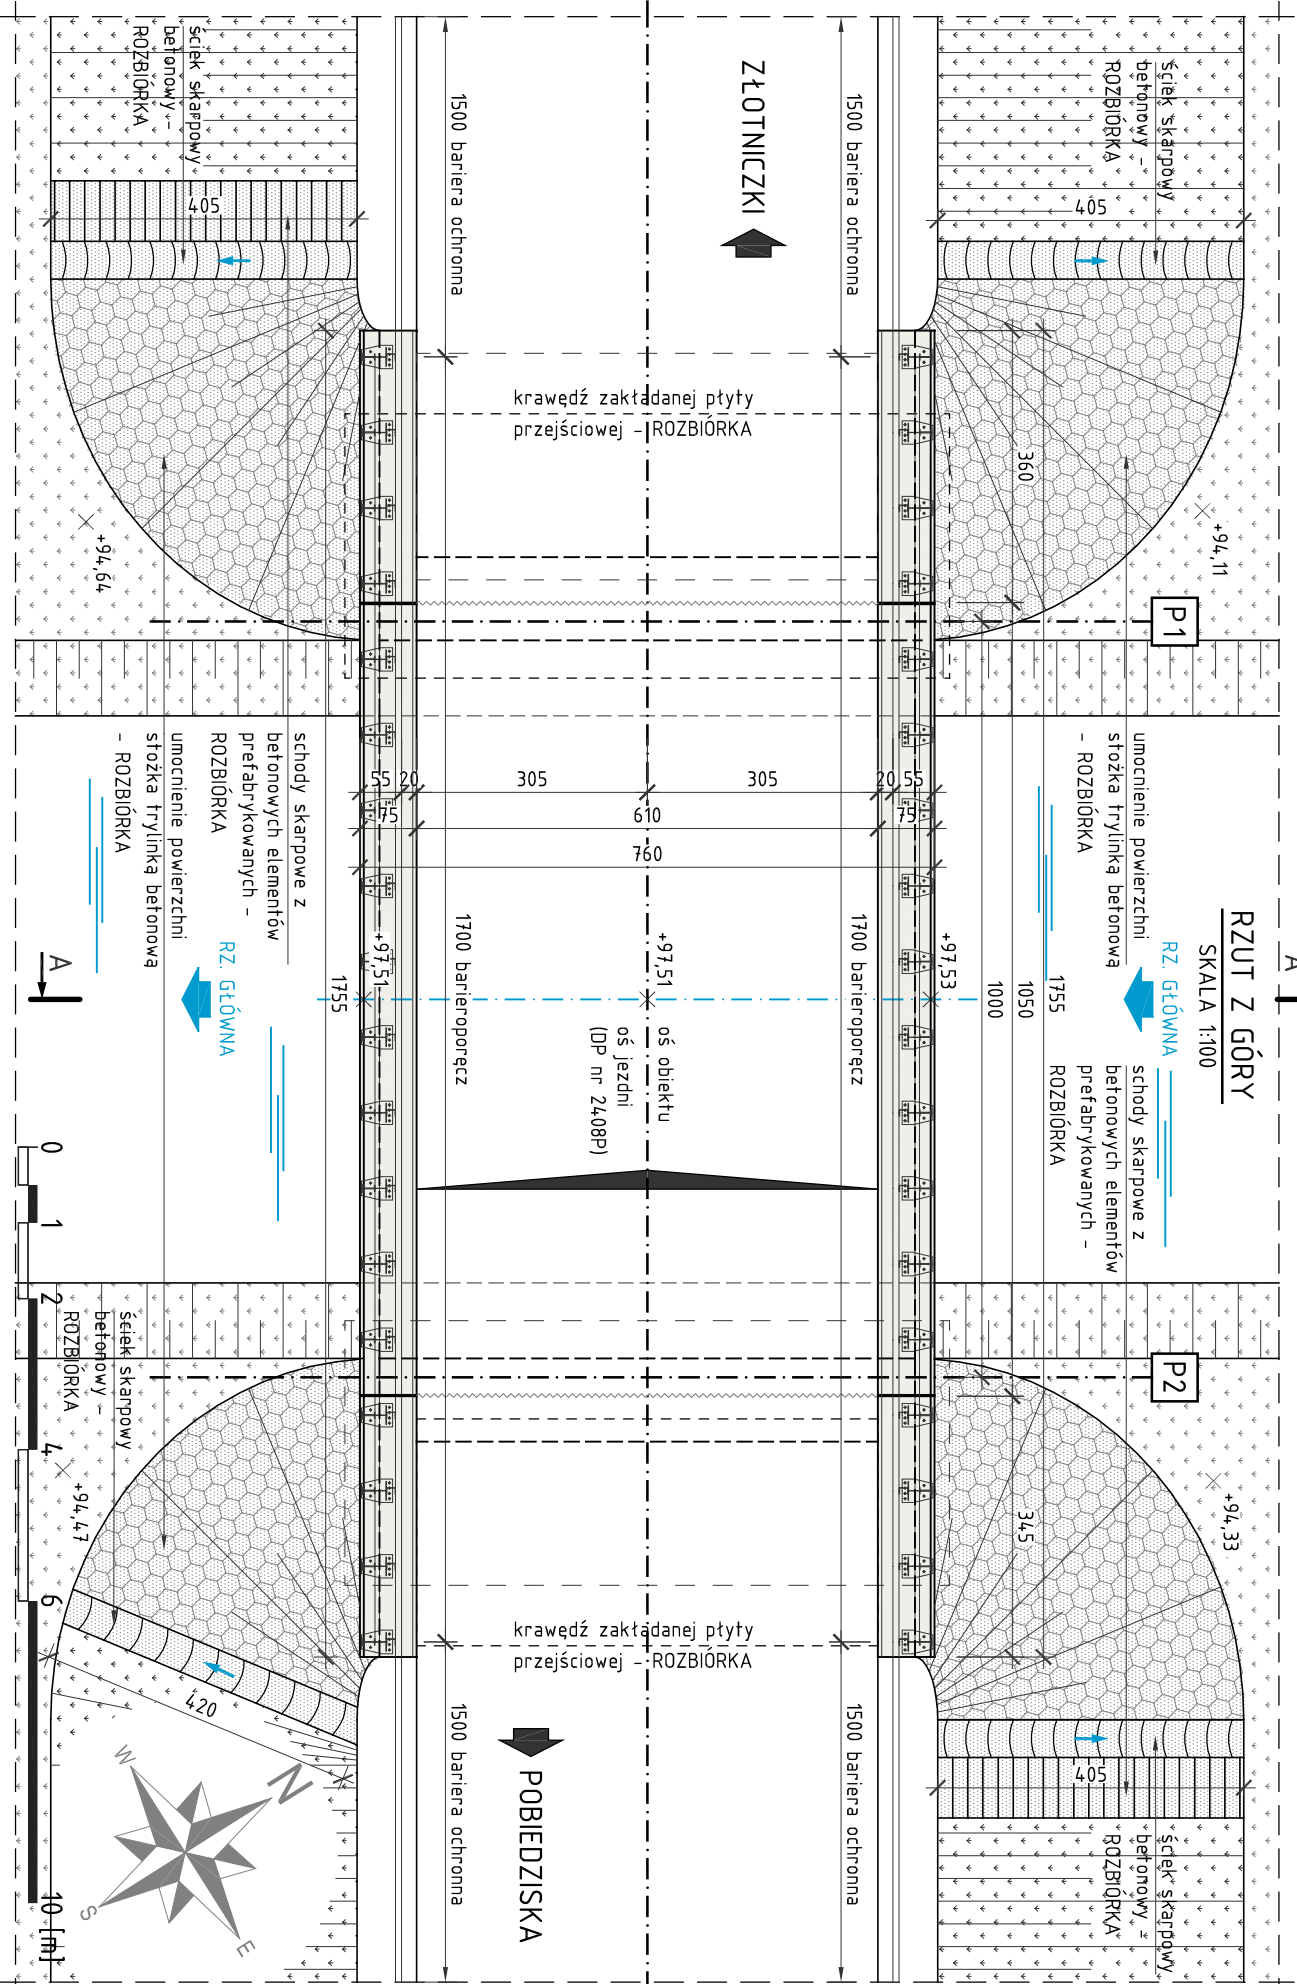 RZUT Z GÓRY
SKALA 1:100
ZŁOTNICZKI
POBIEDZISKA
ściek skarpowy
betonowy -
ROZBIÓRKA
ściek skarpowy
betonowy -
ROZBIÓRKA
ściek skarpowy
betonowy -
ROZBIÓRKA
ściek skarpowy
betonowy -
ROZBIÓRKA
1500 bariera ochronna
1500 bariera ochronna
1500 bariera ochronna
1500 bariera ochronna
405
405
405
420
krawędź zakładanej płyty
przejściowej - ROZBIÓRKA
krawędź zakładanej płyty
przejściowej - ROZBIÓRKA
360
345
+94,64
+94,11
+94,47
+94,33
P1
P2
umocnienie powierzchni
stożka trylinką betonową
- ROZBIÓRKA
umocnienie powierzchni
stożka trylinką betonową
- ROZBIÓRKA
schody skarpowe z
betonowych elementów
prefabrykowanych -
ROZBIÓRKA
schody skarpowe z
betonowych elementów
prefabrykowanych -
ROZBIÓRKA
55 20 305 305 20 55
75 610 75
760
1700 barieroporęcz
1700 barieroporęcz
+97,51
+97,51
+97,53
1755
1000
1050
1755
oś obiektu
oś jezdni
(DP nr 2408P)
RZ. GŁÓWNA
RZ. GŁÓWNA
A
A
0 1 2 4 6 10 [m]
N
E
S
W